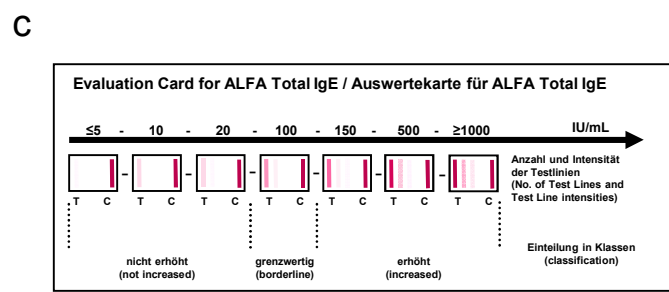 C
Evaluation Card for ALFA Total IgE / Auswertekarte für ALFA Total IgE
≤5 - 10 - 20 - 100 - 150 - 500 - ≥1000 IU/mL
- - - - - -
Anzahl und Intensität
der Testlinien
(No. of Test Lines and
Test Line intensities)
T C T C T C T C T C T C T C
nicht erhöht
(not increased)
grenzwertig
(borderline)
erhöht
(increased)
Einteilung in Klassen
(classification)